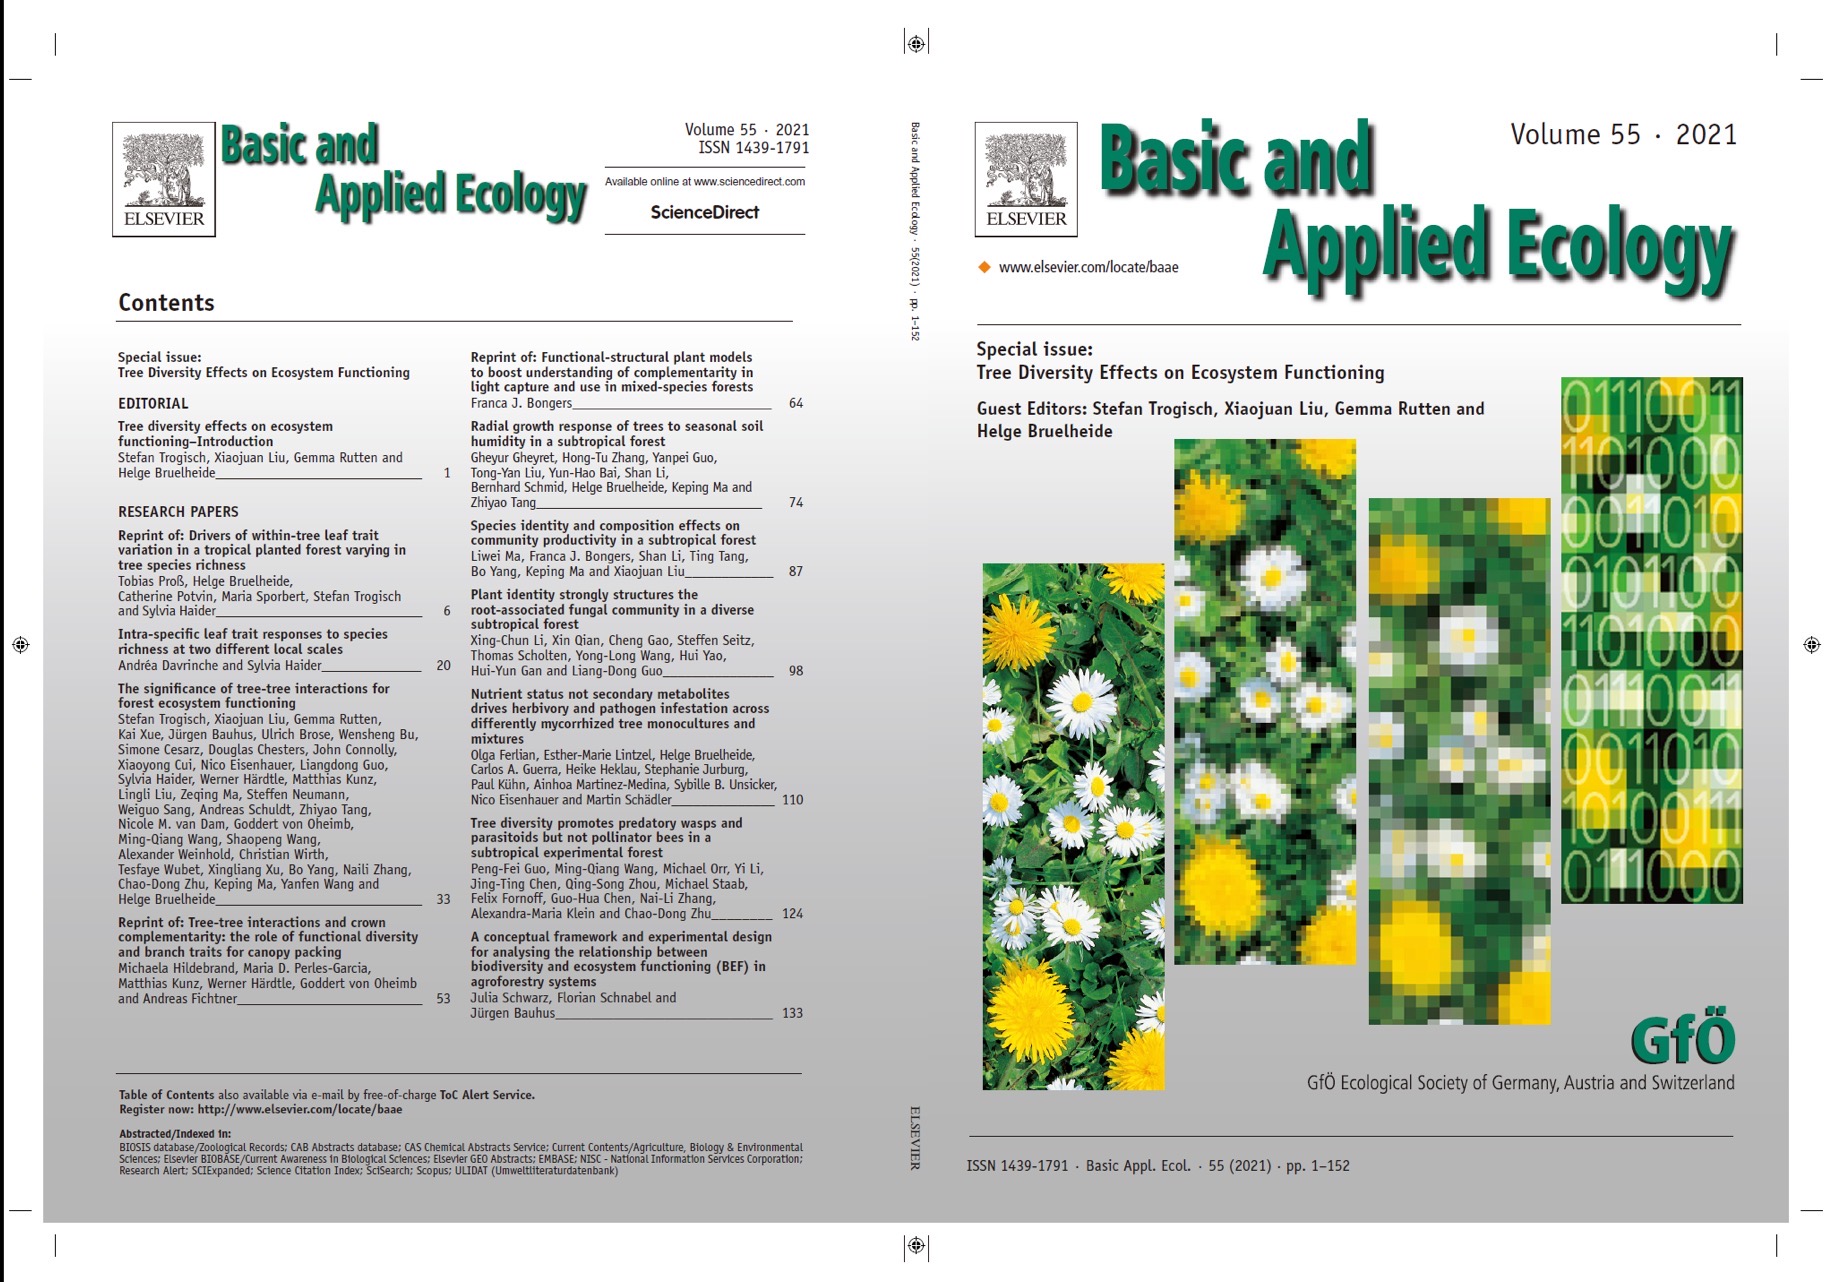 ELSEVIER
Basic and
Applied Ecology
Volume 55 · 2021
ISSN 1439-1791
Available online at www.sciencedirect.com
ScienceDirect
Contents
Special issue:
Tree Diversity Effects on Ecosystem Functioning
EDITORIAL
Tree diversity effects on ecosystem
functioning–Introduction
Stefan Trogisch, Xiaojuan Liu, Gemma Rutten and
Helge Bruelheide 1
RESEARCH PAPERS
Reprint of: Drivers of within-tree leaf trait
variation in a tropical planted forest varying in
tree species richness
Tobias Proß, Helge Bruelheide,
Catherine Potvin, Maria Sporbert, Stefan Trogisch
and Sylvia Haider 6
Intra-specific leaf trait responses to species
richness at two different local scales
Andréa Davrinche and Sylvia Haider 20
The significance of tree-tree interactions for
forest ecosystem functioning
Stefan Trogisch, Xiaojuan Liu, Gemma Rutten,
Kai Xue, Jürgen Bauhus, Ulrich Brose, Wensheng Bu,
Simone Cesarz, Douglas Chesters, John Connolly,
Xiaoyong Cui, Nico Eisenhauer, Liangdong Guo,
Sylvia Haider, Werner Härdtle, Matthias Kunz,
Lingli Liu, Zeqing Ma, Steffen Neumann,
Weiguo Sang, Andreas Schuldt, Zhiyao Tang,
Nicole M. van Dam, Goddert von Oheimb,
Ming-Qiang Wang, Shaopeng Wang,
Alexander Weinhold, Christian Wirth,
Tesfaye Wubet, Xingliang Xu, Bo Yang, Naili Zhang,
Chao-Dong Zhu, Keping Ma, Yanfen Wang and
Helge Bruelheide 33
Reprint of: Tree-tree interactions and crown
complementarity: the role of functional diversity
and branch traits for canopy packing
Michaela Hildebrand, Maria D. Perles-Garcia,
Matthias Kunz, Werner Härdtle, Goddert von Oheimb
and Andreas Fichtner 53
Reprint of: Functional-structural plant models
to boost understanding of complementarity in
light capture and use in mixed-species forests
Franca J. Bongers 64
Radial growth response of trees to seasonal soil
humidity in a subtropical forest
Gheyur Gheyret, Hong-Tu Zhang, Yanpei Guo,
Tong-Yan Liu, Yun-Hao Bai, Shan Li,
Bernhard Schmid, Helge Bruelheide, Keping Ma and
Zhiyao Tang 74
Species identity and composition effects on
community productivity in a subtropical forest
Liwei Ma, Franca J. Bongers, Shan Li, Ting Tang,
Bo Yang, Keping Ma and Xiaojuan Liu 87
Plant identity strongly structures the
root-associated fungal community in a diverse
subtropical forest
Xing-Chun Li, Xin Qian, Cheng Gao, Steffen Seitz,
Thomas Scholten, Yong-Long Wang, Hui Yao,
Hui-Yun Gan and Liang-Dong Guo 98
Nutrient status not secondary metabolites
drives herbivory and pathogen infestation across
differently mycorrhized tree monocultures and
mixtures
Olga Ferlian, Esther-Marie Lintzel, Helge Bruelheide,
Carlos A. Guerra, Heike Heklau, Stephanie Jurburg,
Paul Kühn, Ainhoa Martinez-Medina, Sybille B. Unsicker,
Nico Eisenhauer and Martin Schädler 110
Tree diversity promotes predatory wasps and
parasitoids but not pollinator bees in a
subtropical experimental forest
Peng-Fei Guo, Ming-Qiang Wang, Michael Orr, Yi Li,
Jing-Ting Chen, Qing-Song Zhou, Michael Staab,
Felix Fornoff, Guo-Hua Chen, Nai-Li Zhang,
Alexandra-Maria Klein and Chao-Dong Zhu 124
A conceptual framework and experimental design
for analysing the relationship between
biodiversity and ecosystem functioning (BEF) in
agroforestry systems
Julia Schwarz, Florian Schnabel and
Jürgen Bauhus 133
Table of Contents also available via e-mail by free-of-charge ToC Alert Service.
Register now: http://www.elsevier.com/locate/baae
Abstracted/Indexed in:
BIOSIS database/Zoological Records; CAB Abstracts database; CAS Chemical Abstracts Service; Current Contents/Agriculture, Biology & Environmental
Sciences; Elsevier BIOBASE/Current Awareness in Biological Sciences; Elsevier GEO Abstracts; EMBASE; NISC - National Information Services Corporation;
Research Alert; SCIExpanded; Science Citation Index; SciSearch; Scopus; ULIDAT (Umweltliteraturdatenbank)
Basic and Applied Ecology · 55(2021) · pp. 1–152
ELSEVIER
ELSEVIER
Basic and
Applied Ecology
Volume 55 · 2021
www.elsevier.com/locate/baae
Special issue:
Tree Diversity Effects on Ecosystem Functioning
Guest Editors: Stefan Trogisch, Xiaojuan Liu, Gemma Rutten and
Helge Bruelheide
0111001
1101000
0011010
0101100
1101000
1110011
0011010
1010011
0111000
GfÖ
GfÖ Ecological Society of Germany, Austria and Switzerland
ISSN 1439-1791 · Basic Appl. Ecol. · 55 (2021) · pp. 1–152